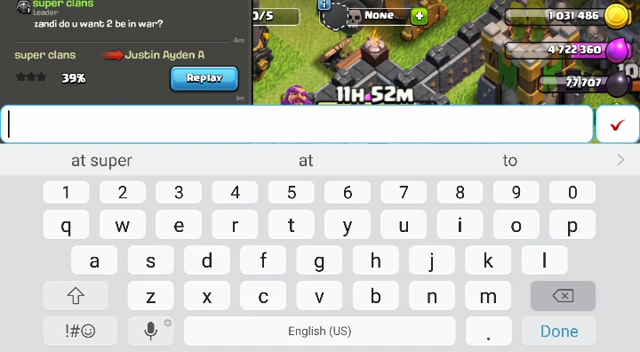 super clans
Leader
zandi do u want 2 be in war?
4m
super clans Justin Ayden A
39% Replay
9m
0/5
None
1 031 486
4 722 360
77 707
11H 52M
at super at to
1 2 3 4 5 6 7 8 9 0
q w e r t y u i o p
a s d f g h j k l
z x c v b n m
!#☺ English (US) . Done